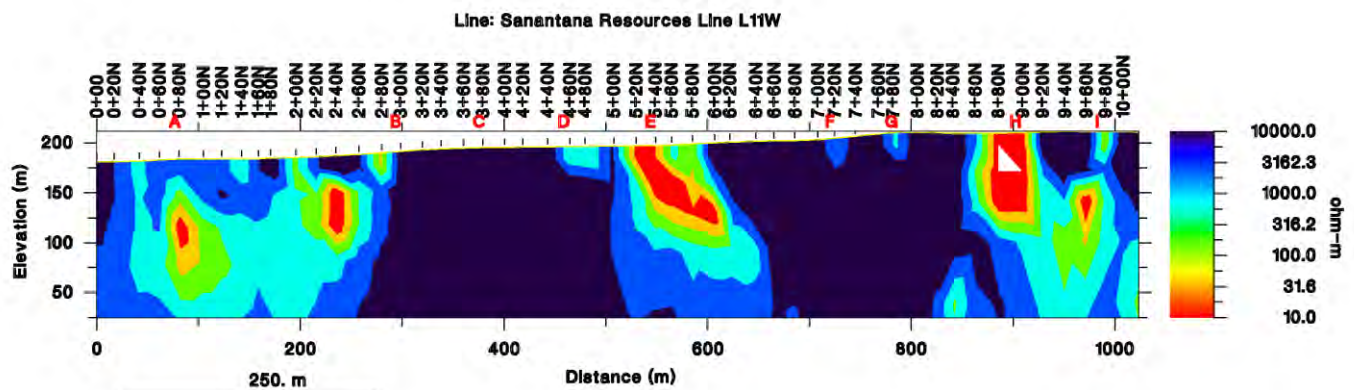 Line: Sanantana Resources Line L11W
0+00 0+20N 0+40N 0+60N 0+80N 1+00N 1+20N 1+40N 1+60N 1+80N 2+00N 2+20N 2+40N 2+60N 2+80N 3+00N 3+20N 3+40N 3+60N 3+80N 4+00N 4+20N 4+60N 4+80N 5+00N 5+20N 5+40N 5+60N 5+80N 6+00N 6+20N 6+40N 6+60N 6+80N 7+00N 7+20N 7+40N 7+60N 7+80N 8+00N 8+20N 8+40N 8+60N 8+80N 9+00N 9+20N 9+40N 9+60N 9+80N 10+00N
A B C D E F G H I
Elevation (m)
200
150
100
50
0 200 400 600 800 1000
250. m
Distance (m)
10000.0
3162.3
1000.0
316.2
100.0
31.6
10.0
ohm-m